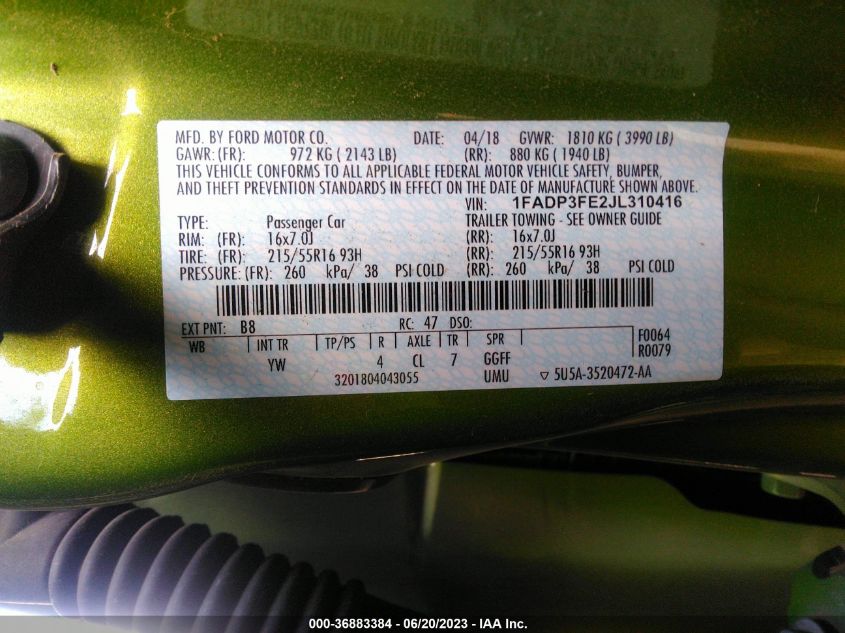 MFD. BY FORD MOTOR CO. DATE: 04/18 GVWR: 1810 KG ( 3990 LB)
GAWR: (FR): 972 KG ( 2143 LB) (RR): 880 KG ( 1940 LB)
THIS VEHICLE CONFORMS TO ALL APPLICABLE FEDERAL MOTOR VEHICLE SAFETY, BUMPER,
AND THEFT PREVENTION STANDARDS IN EFFECT ON THE DATE OF MANUFACTURE SHOWN ABOVE.
VIN: 1FADP3FE2JL310416
TYPE: Passenger Car TRAILER TOWING - SEE OWNER GUIDE
RIM: (FR): 16x7.0J (RR): 16x7.0J
TIRE: (FR): 215/55R16 93H (RR): 215/55R16 93H
PRESSURE: (FR): 260 kPa/ 38 PSI COLD (RR): 260 kPa/ 38 PSI COLD
EXT PNT: B8 RC: 47 DSO:
WB INT TR TP/PS R AXLE TR SPR F0064
YW 4 CL 7 GGFF R0079
3201804043055 UMU ▽ 5U5A-3520472-AA
000-36883384 - 06/20/2023 - IAA Inc.